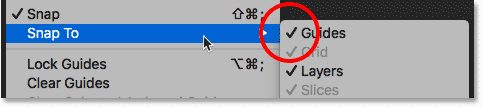 ✓ Snap ⇧⌘;
Snap To
Lock Guides ⌥⌘;
Clear Guides
✓ Guides
✓ Grid
✓ Layers
✓ Slices